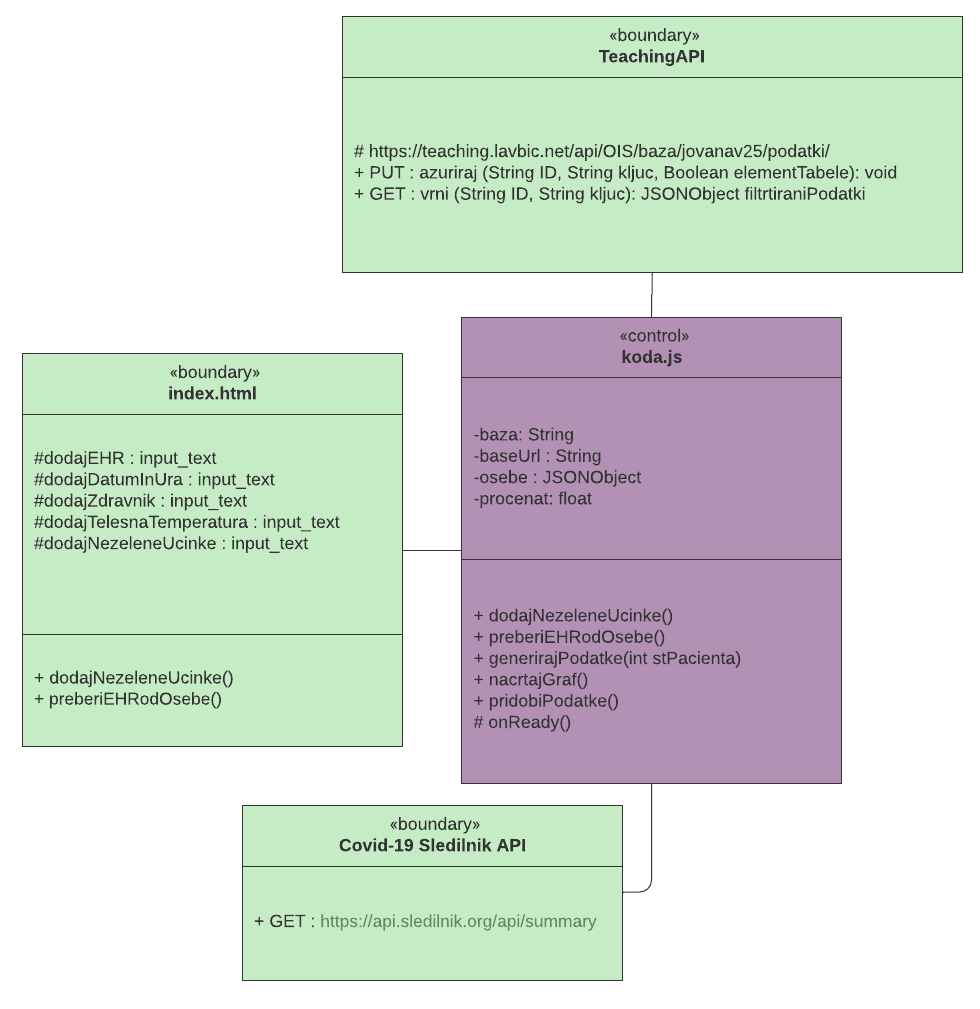 «boundary»
TeachingAPI
# https://teaching.lavbic.net/api/OIS/baza/jovanav25/podatki/
+ PUT : azuriraj (String ID, String kljuc, Boolean elementTabele): void
+ GET : vrni (String ID, String kljuc): JSONObject filtrtiraniPodatki
«control»
koda.js
-baza: String
-baseUrl : String
-osebe : JSONObject
-procenat: float
+ dodajNezeleneUcinke()
+ preberiEHRodOsebe()
+ generirajPodatke(int stPacienta)
+ nacrtajGraf()
+ pridobiPodatke()
# onReady()
«boundary»
index.html
#dodajEHR : input_text
#dodajDatumInUra : input_text
#dodajZdravnik : input_text
#dodajTelesnaTemperatura : input_text
#dodajNezeleneUcinke : input_text
+ dodajNezeleneUcinke()
+ preberiEHRodOsebe()
«boundary»
Covid-19 Sledilnik API
+ GET : https://api.sledilnik.org/api/summary